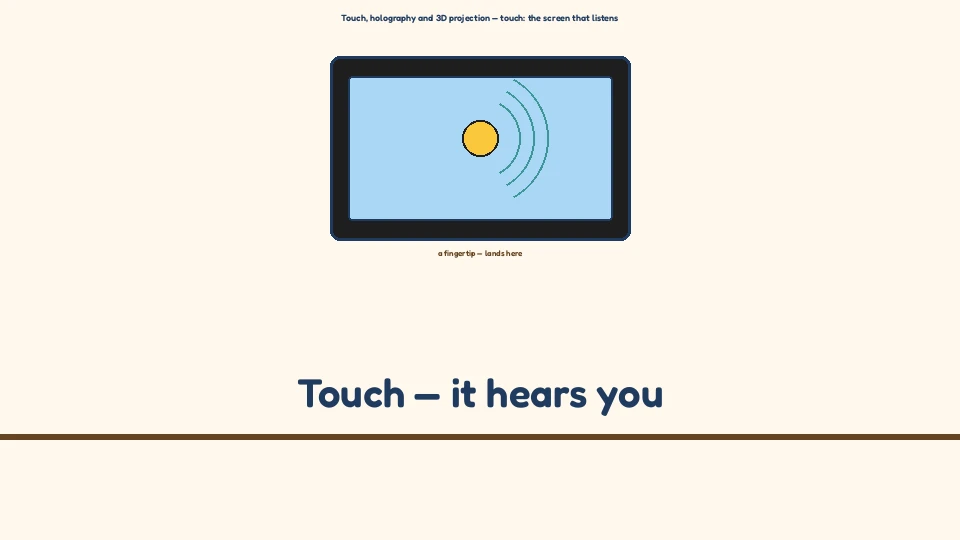 Touch, holography and 3D projection — touch: the screen that listens
a fingertip — lands here
Touch — it hears you